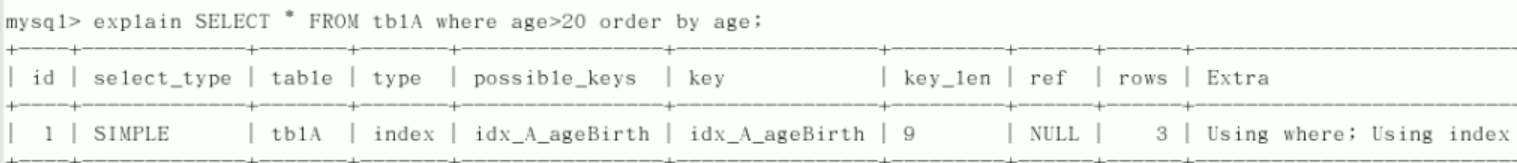 mysql> explain SELECT * FROM tblA where age>20 order by age;
+----+-------------+-------+-------+----------------+----------------+---------+------+------+--------------------------
| id | select_type | table | type | possible_keys | key | key_len | ref | rows | Extra
+----+-------------+-------+-------+----------------+----------------+---------+------+------+--------------------------
| 1 | SIMPLE | tblA | index | idx_A_ageBirth | idx_A_ageBirth | 9 | NULL | 3 | Using where; Using index
+----+-------------+-------+-------+----------------+----------------+---------+------+------+--------------------------